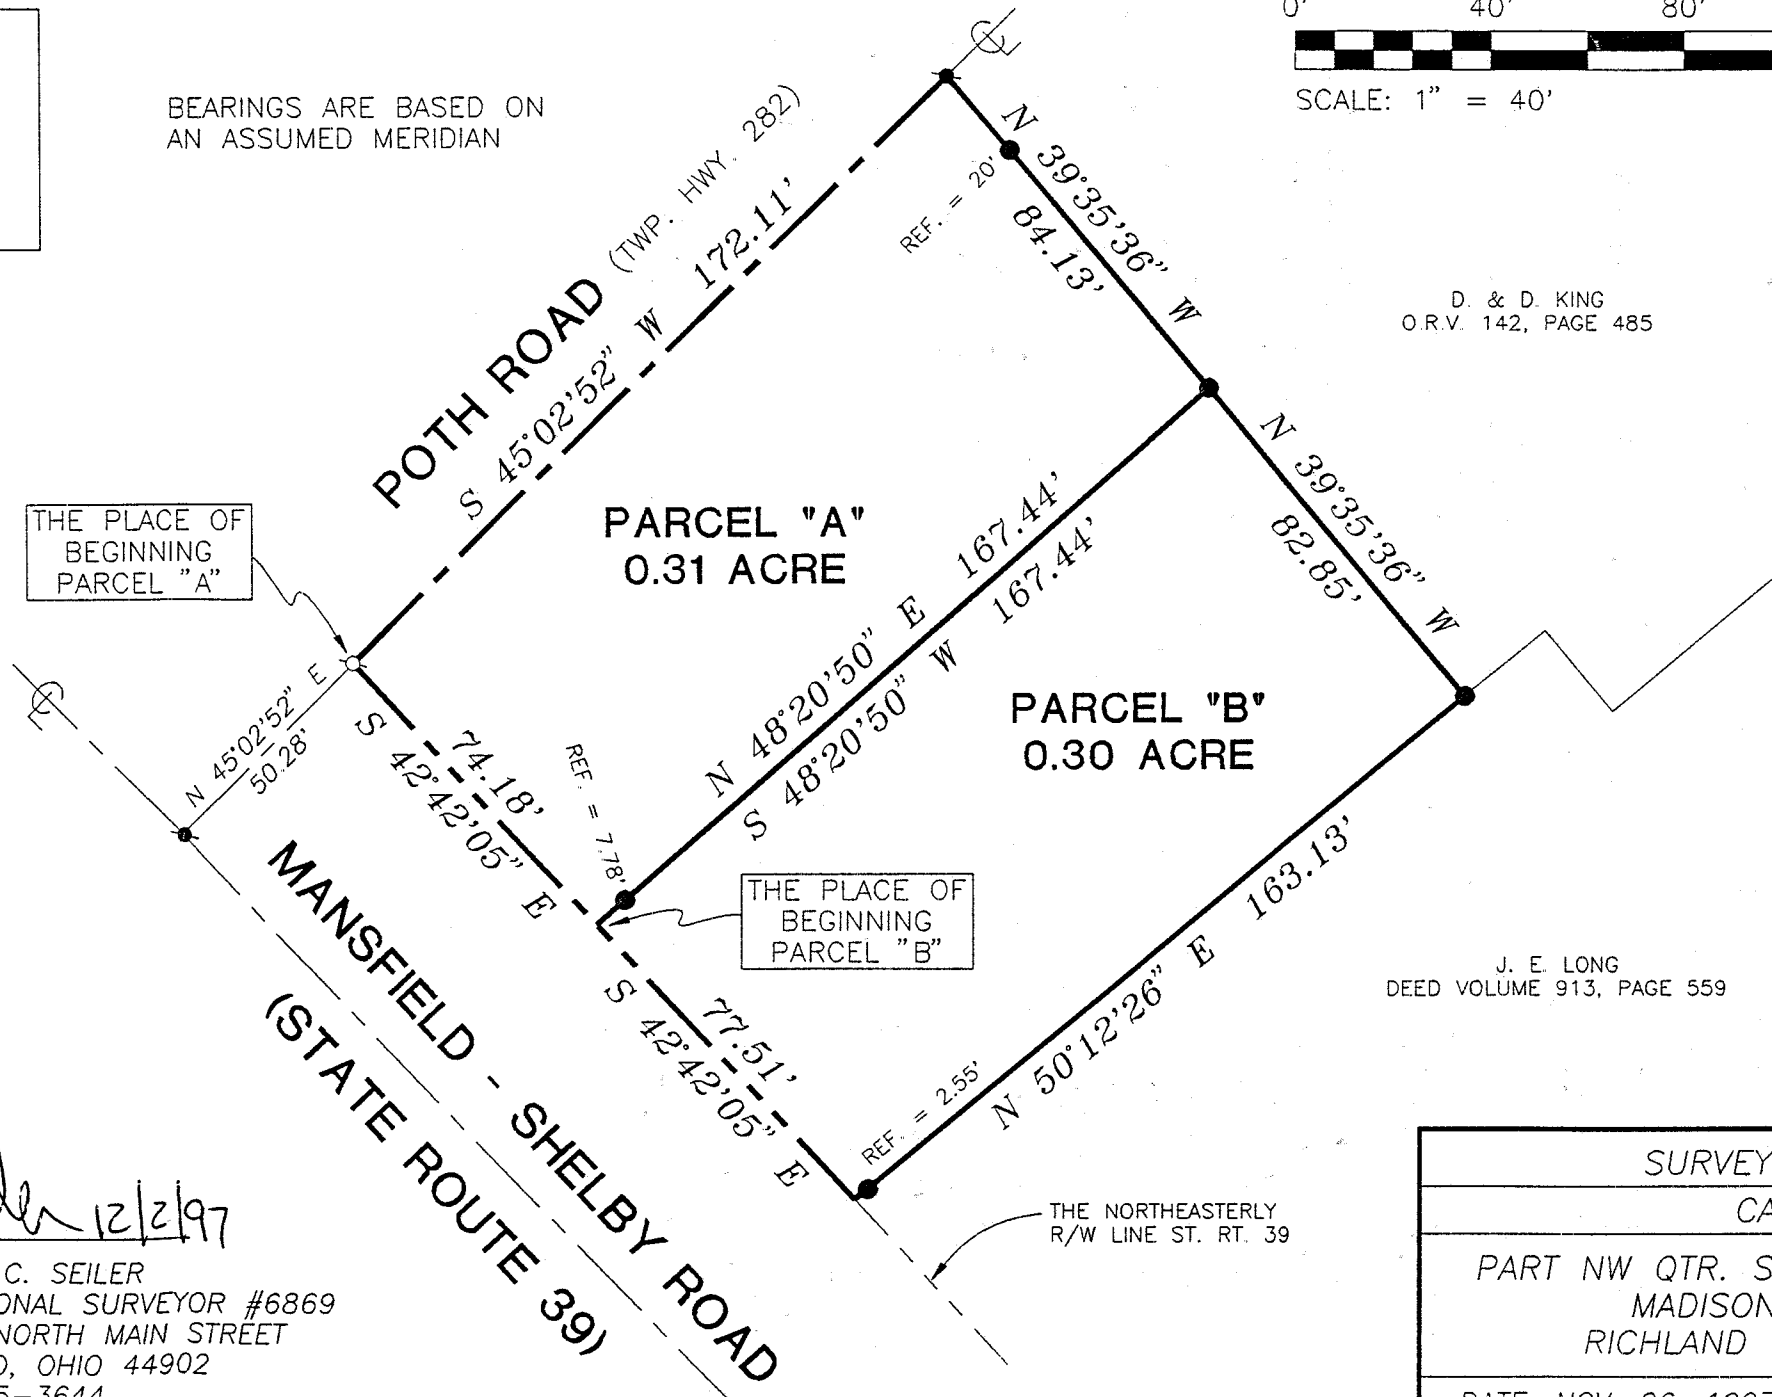 0' 40' 80'
SCALE: 1" = 40'
BEARINGS ARE BASED ON
AN ASSUMED MERIDIAN
POTH ROAD (TWP. HWY. 282)
S 45°02'52" W 172.11'
REF. = 20'
N 39°35'36" W
84.13'
D. & D. KING
O.R.V. 142, PAGE 485
N 39°35'36" W
82.85'
THE PLACE OF
BEGINNING
PARCEL "A"
PARCEL "A"
0.31 ACRE
N 48°20'50" E 167.44'
S 48°20'50" W 167.44'
PARCEL "B"
0.30 ACRE
N 45°02'52" E
50.28'
74.18'
S 42°42'05" E
REF. = 7.78'
THE PLACE OF
BEGINNING
PARCEL "B"
77.51'
S 42°42'05" E
N 50°12'26" E 163.13'
REF. = 2.55'
J. E. LONG
DEED VOLUME 913, PAGE 559
MANSFIELD - SHELBY ROAD
(STATE ROUTE 39)
THE NORTHEASTERLY
R/W LINE ST. RT. 39
12/2/97
C. SEILER
ONAL SURVEYOR #6869
NORTH MAIN STREET
O, OHIO 44902
5-3644
SURVEY
CA
PART NW QTR. S
MADISON
RICHLAND
DATE NOV. 26, 1997